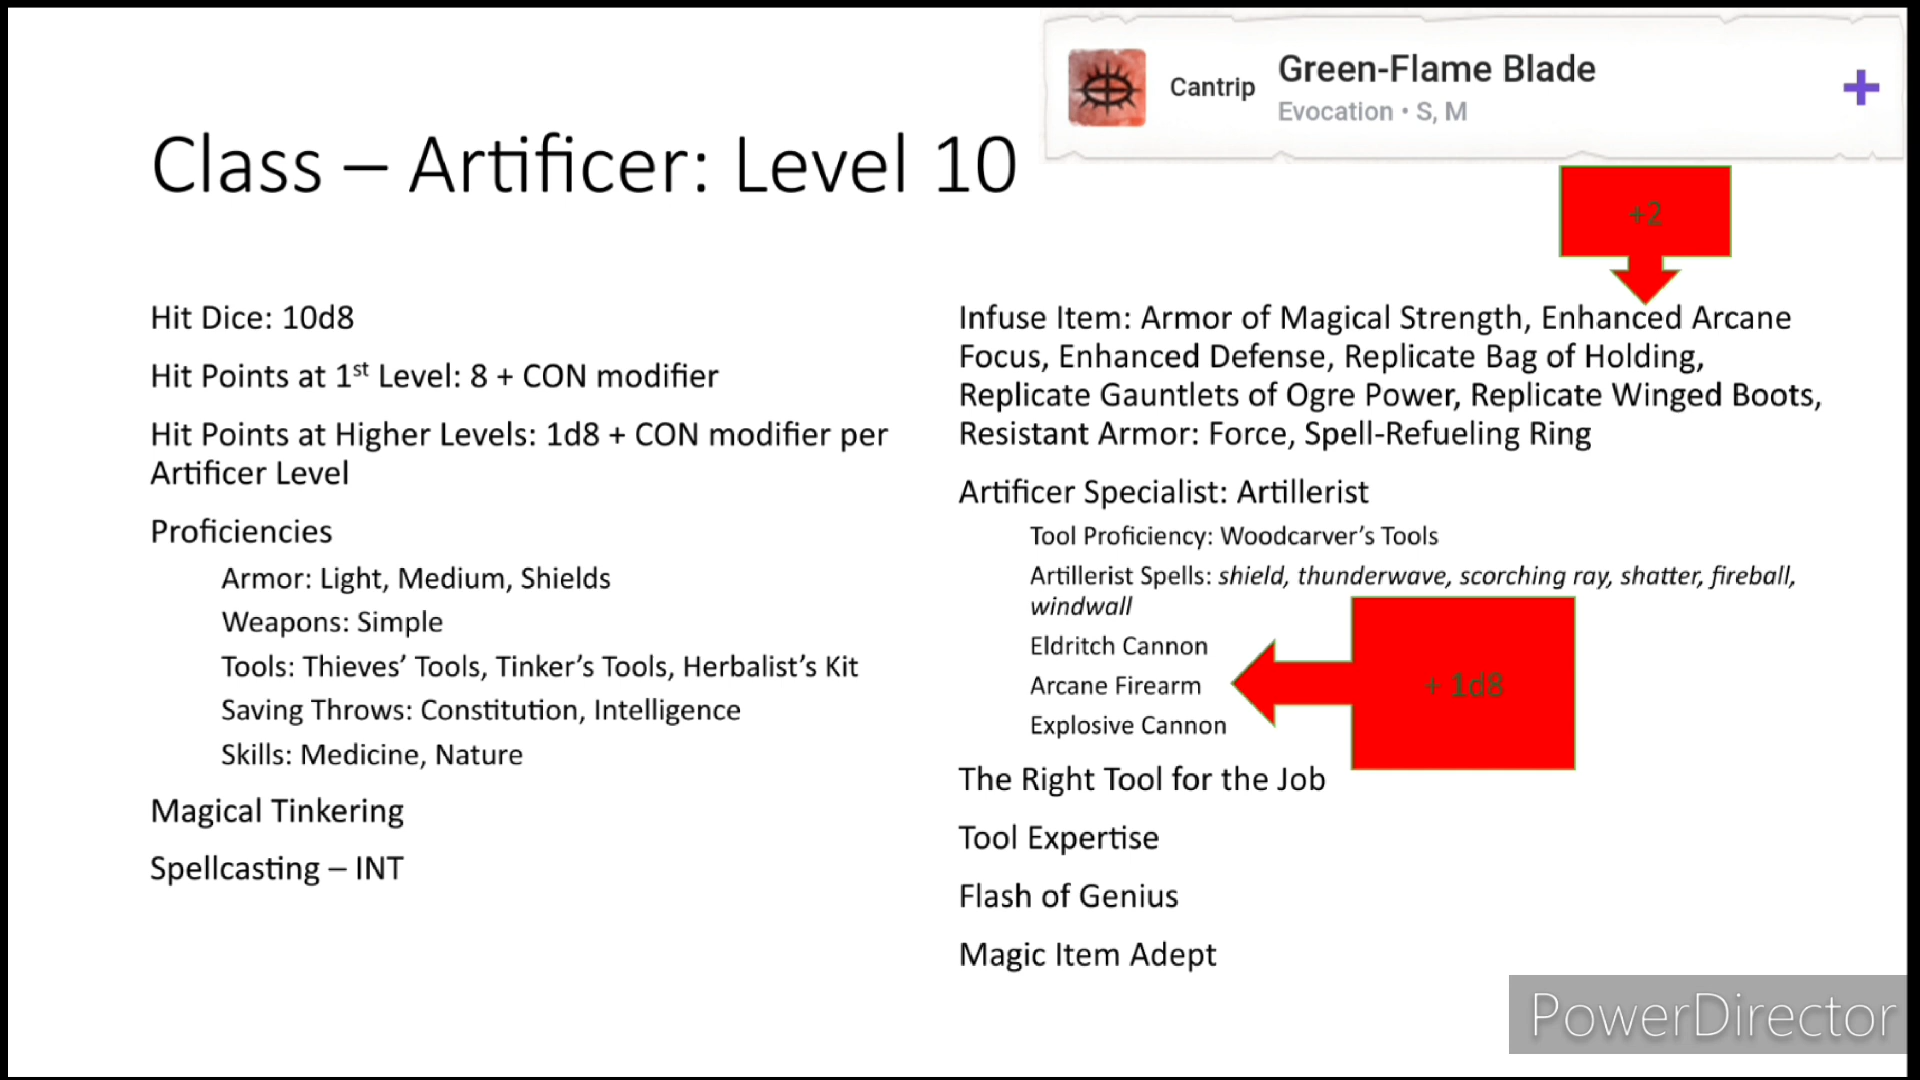 Cantrip
Green-Flame Blade
Evocation • S, M
Class – Artificer: Level 10
+2
Hit Dice: 10d8
Hit Points at 1st Level: 8 + CON modifier
Hit Points at Higher Levels: 1d8 + CON modifier per
Artificer Level
Proficiencies
Armor: Light, Medium, Shields
Weapons: Simple
Tools: Thieves’ Tools, Tinker’s Tools, Herbalist’s Kit
Saving Throws: Constitution, Intelligence
Skills: Medicine, Nature
Magical Tinkering
Spellcasting – INT
Infuse Item: Armor of Magical Strength, Enhanced Arcane
Focus, Enhanced Defense, Replicate Bag of Holding,
Replicate Gauntlets of Ogre Power, Replicate Winged Boots,
Resistant Armor: Force, Spell-Refueling Ring
Artificer Specialist: Artillerist
Tool Proficiency: Woodcarver’s Tools
Artillerist Spells: shield, thunderwave, scorching ray, shatter, fireball,
windwall
Eldritch Cannon
Arcane Firearm
Explosive Cannon
+ 1d8
The Right Tool for the Job
Tool Expertise
Flash of Genius
Magic Item Adept
PowerDirector